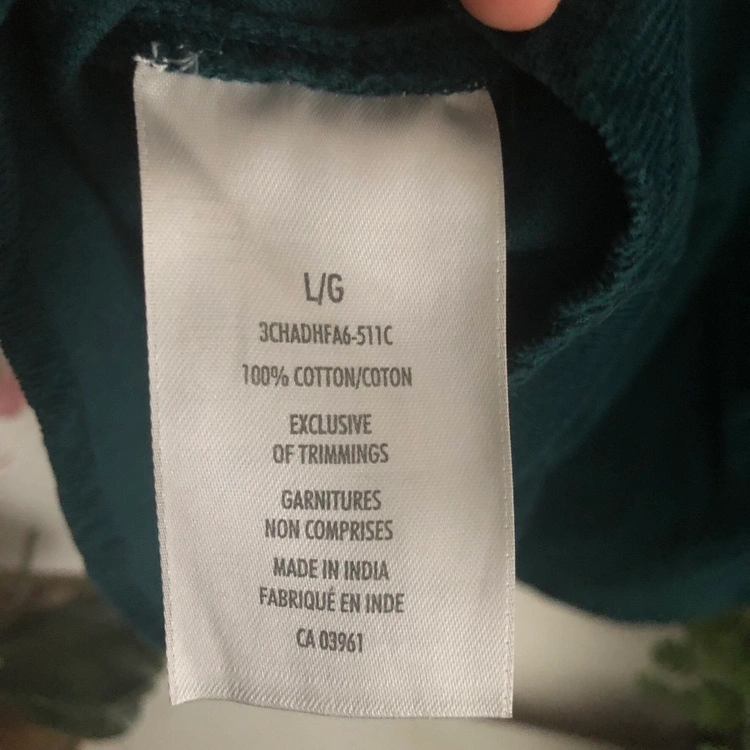 L/G
3CHADHFA6-511C
100% COTTON/COTON
EXCLUSIVE
OF TRIMMINGS
GARNITURES
NON COMPRISES
MADE IN INDIA
FABRIQUÉ EN INDE
CA 03961